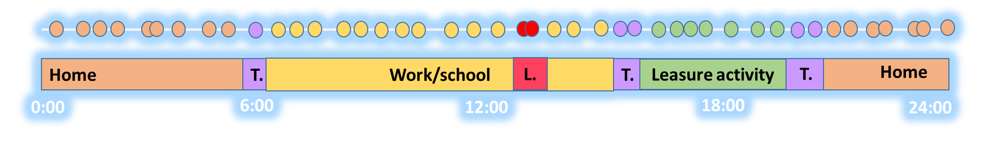 Home T. Work/school L. T. Leasure activity T. Home
0:00 6:00 12:00 18:00 24:00